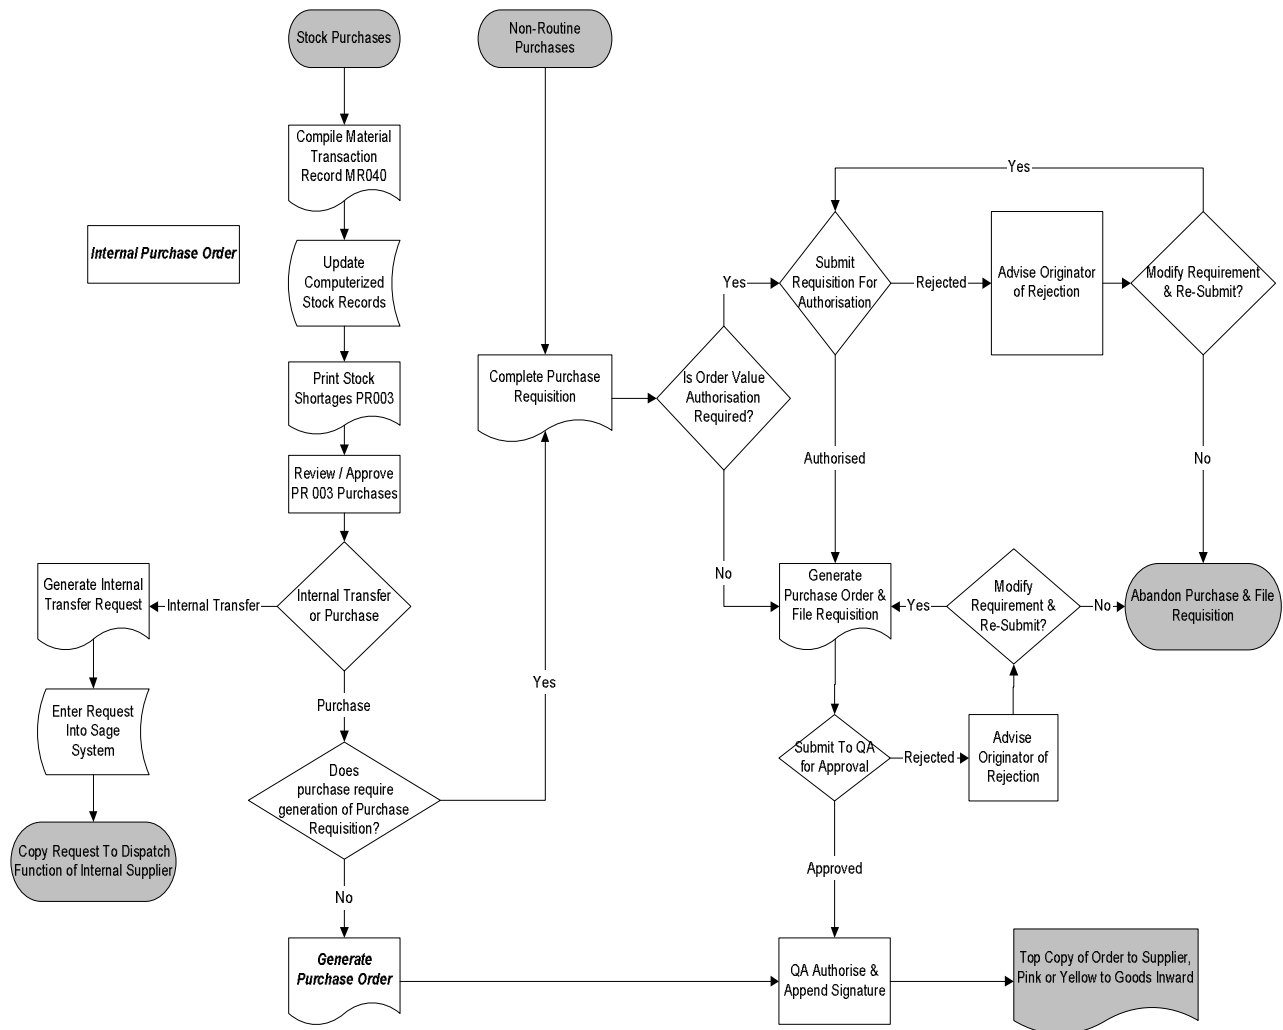 Stock Purchases
Non-Routine
Purchases
Compile Material
Transaction
Record MR040
Yes
Internal Purchase Order
Update
Computerized
Stock Records
Yes
Submit
Requisition For
Authorisation
Rejected
Advise Originator
of Rejection
Modify Requirement
& Re-Submit?
Print Stock
Shortages PR003
Complete Purchase
Requisition
Is Order Value
Authorisation
Required?
Authorised
No
Review / Approve
PR 003 Purchases
Generate Internal
Transfer Request
Internal Transfer
Internal Transfer
or Purchase
No
Generate
Purchase Order &
File Requisition
Yes
Modify
Requirement &
Re-Submit?
No
Abandon Purchase & File
Requisition
Yes
Purchase
Enter Request
Into Sage
System
Submit To QA
for Approval
Rejected
Advise
Originator of
Rejection
Does
purchase require
generation of Purchase
Requisition?
Copy Request To Dispatch
Function of Internal Supplier
Approved
No
Generate
Purchase Order
QA Authorise &
Append Signature
Top Copy of Order to Supplier,
Pink or Yellow to Goods Inward